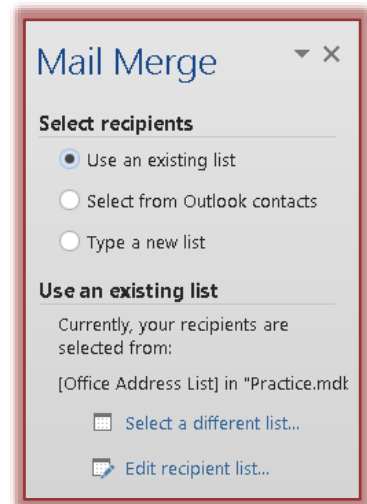 Mail Merge
Select recipients
Use an existing list
Select from Outlook contacts
Type a new list
Use an existing list
Currently, your recipients are
selected from:
[Office Address List] in "Practice.mdb
Select a different list...
Edit recipient list...